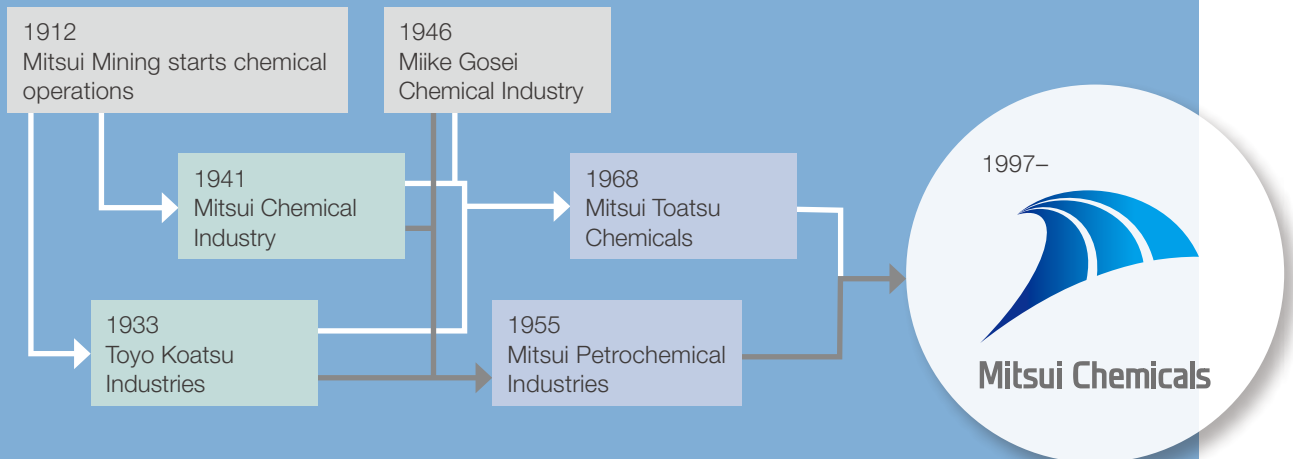 1912
Mitsui Mining starts chemical
operations
1946
Miike Gosei
Chemical Industry
1941
Mitsui Chemical
Industry
1968
Mitsui Toatsu
Chemicals
1933
Toyo Koatsu
Industries
1955
Mitsui Petrochemical
Industries
1997–
Mitsui Chemicals